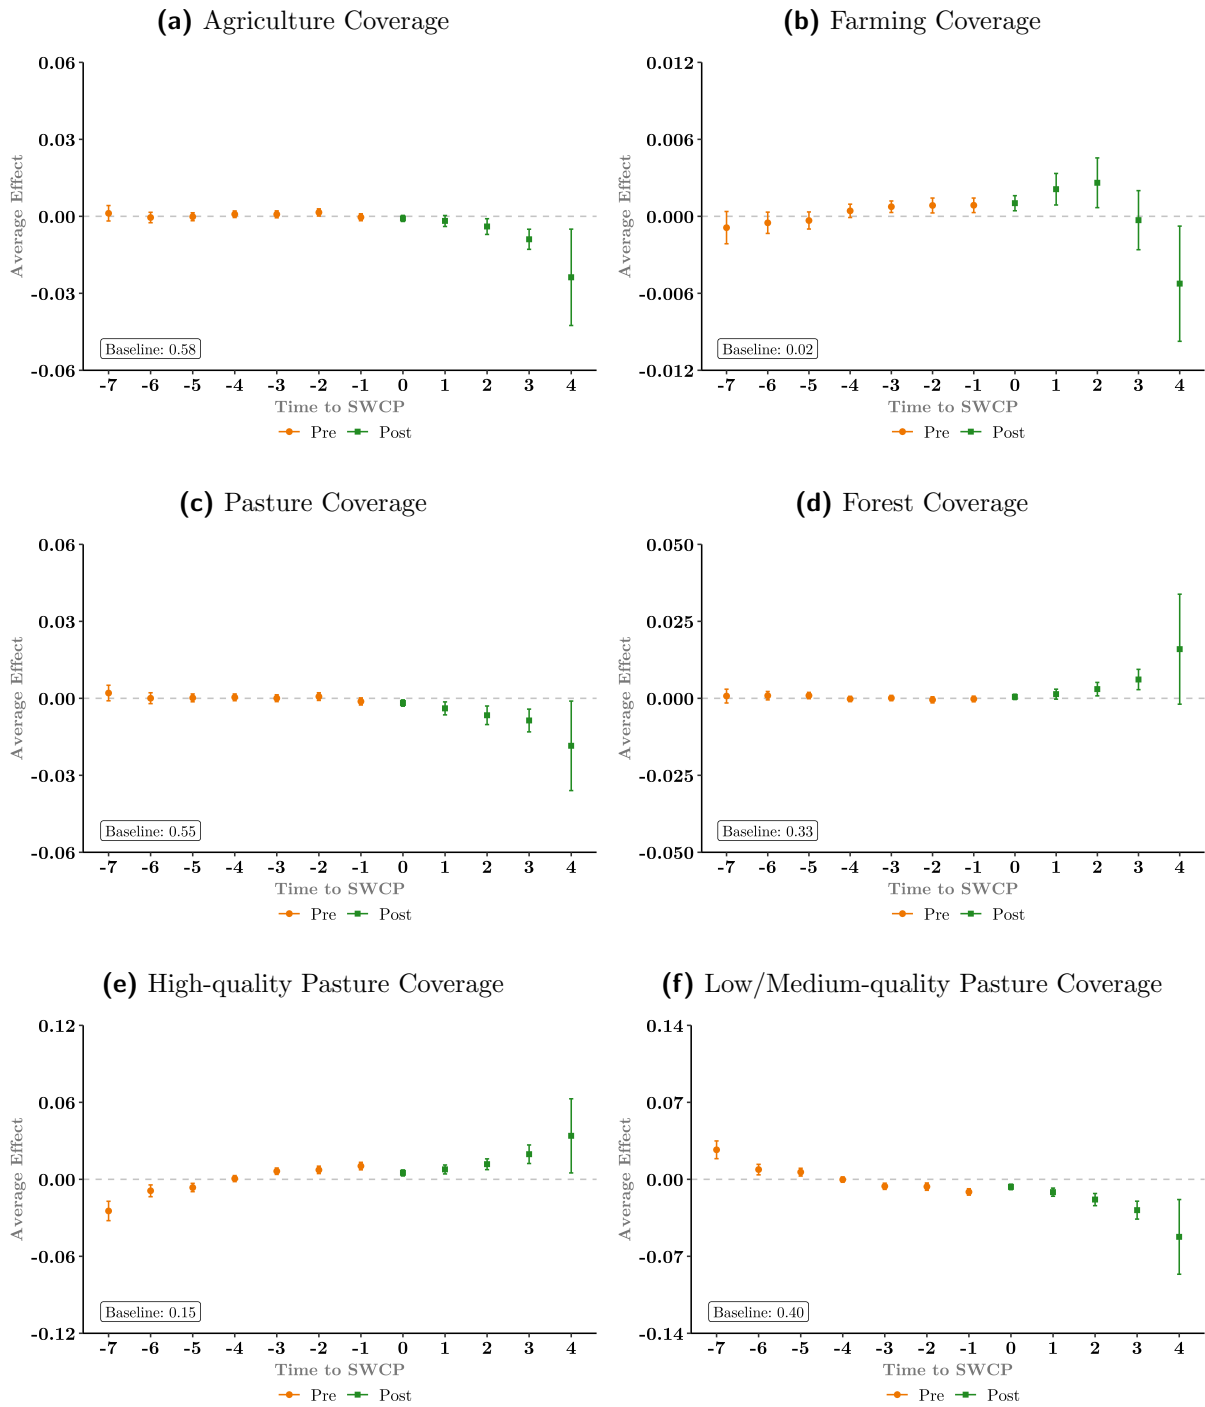 (a) Agriculture Coverage
0.06
0.03
0.00
-0.03
-0.06
Average Effect
Baseline: 0.58
-7 -6 -5 -4 -3 -2 -1 0 1 2 3 4
Time to SWCP
Pre Post
(b) Farming Coverage
0.012
0.006
0.000
-0.006
-0.012
Average Effect
Baseline: 0.02
-7 -6 -5 -4 -3 -2 -1 0 1 2 3 4
Time to SWCP
Pre Post
(c) Pasture Coverage
0.06
0.03
0.00
-0.03
-0.06
Average Effect
Baseline: 0.55
-7 -6 -5 -4 -3 -2 -1 0 1 2 3 4
Time to SWCP
Pre Post
(d) Forest Coverage
0.050
0.025
0.000
-0.025
-0.050
Average Effect
Baseline: 0.33
-7 -6 -5 -4 -3 -2 -1 0 1 2 3 4
Time to SWCP
Pre Post
(e) High-quality Pasture Coverage
0.12
0.06
0.00
-0.06
-0.12
Average Effect
Baseline: 0.15
-7 -6 -5 -4 -3 -2 -1 0 1 2 3 4
Time to SWCP
Pre Post
(f) Low/Medium-quality Pasture Coverage
0.14
0.07
0.00
-0.07
-0.14
Average Effect
Baseline: 0.40
-7 -6 -5 -4 -3 -2 -1 0 1 2 3 4
Time to SWCP
Pre Post